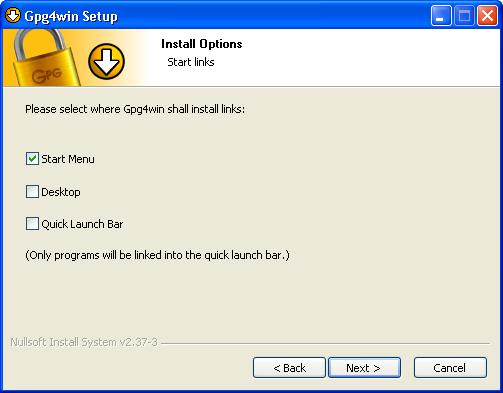 Gpg4win Setup
GPG
Install Options
Start links
Please select where Gpg4win shall install links:
Start Menu
Desktop
Quick Launch Bar
(Only programs will be linked into the quick launch bar.)
Nullsoft Install System v2.37-3
< Back
Next >
Cancel